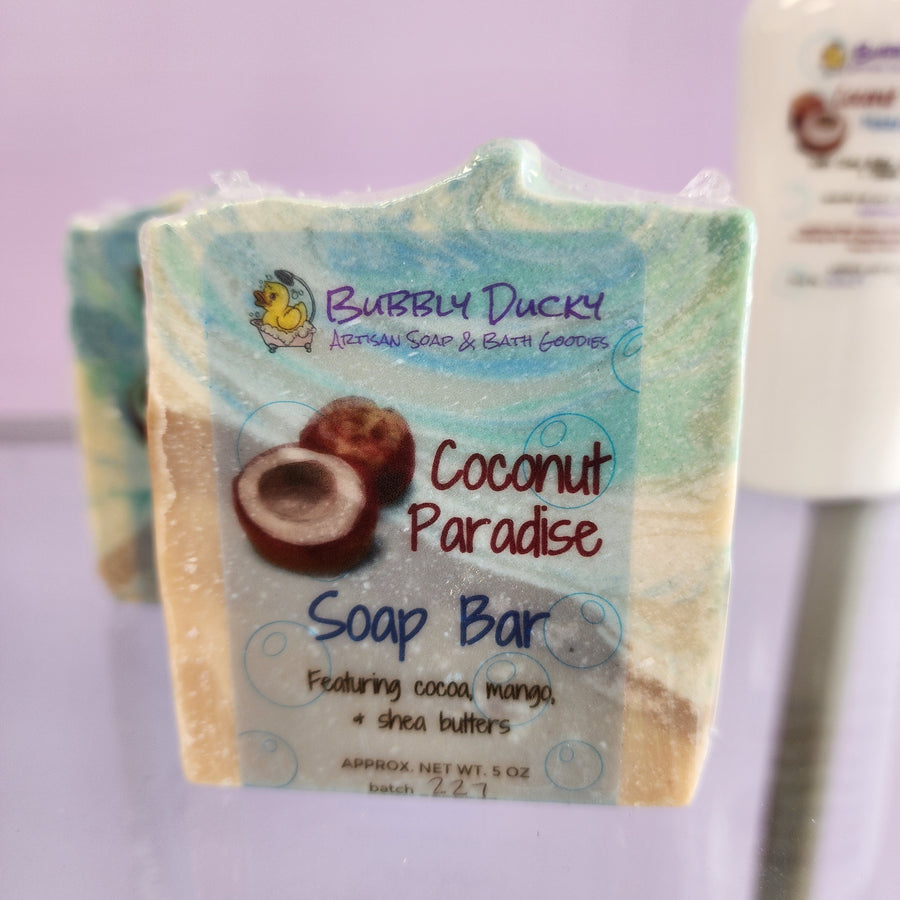 Bubbly Ducky
Artisan Soap & Bath Goodies
Coconut
Paradise
Soap Bar
Featuring cocoa, mango,
& shea butters
APPROX. NET WT. 5 OZ
batch 227